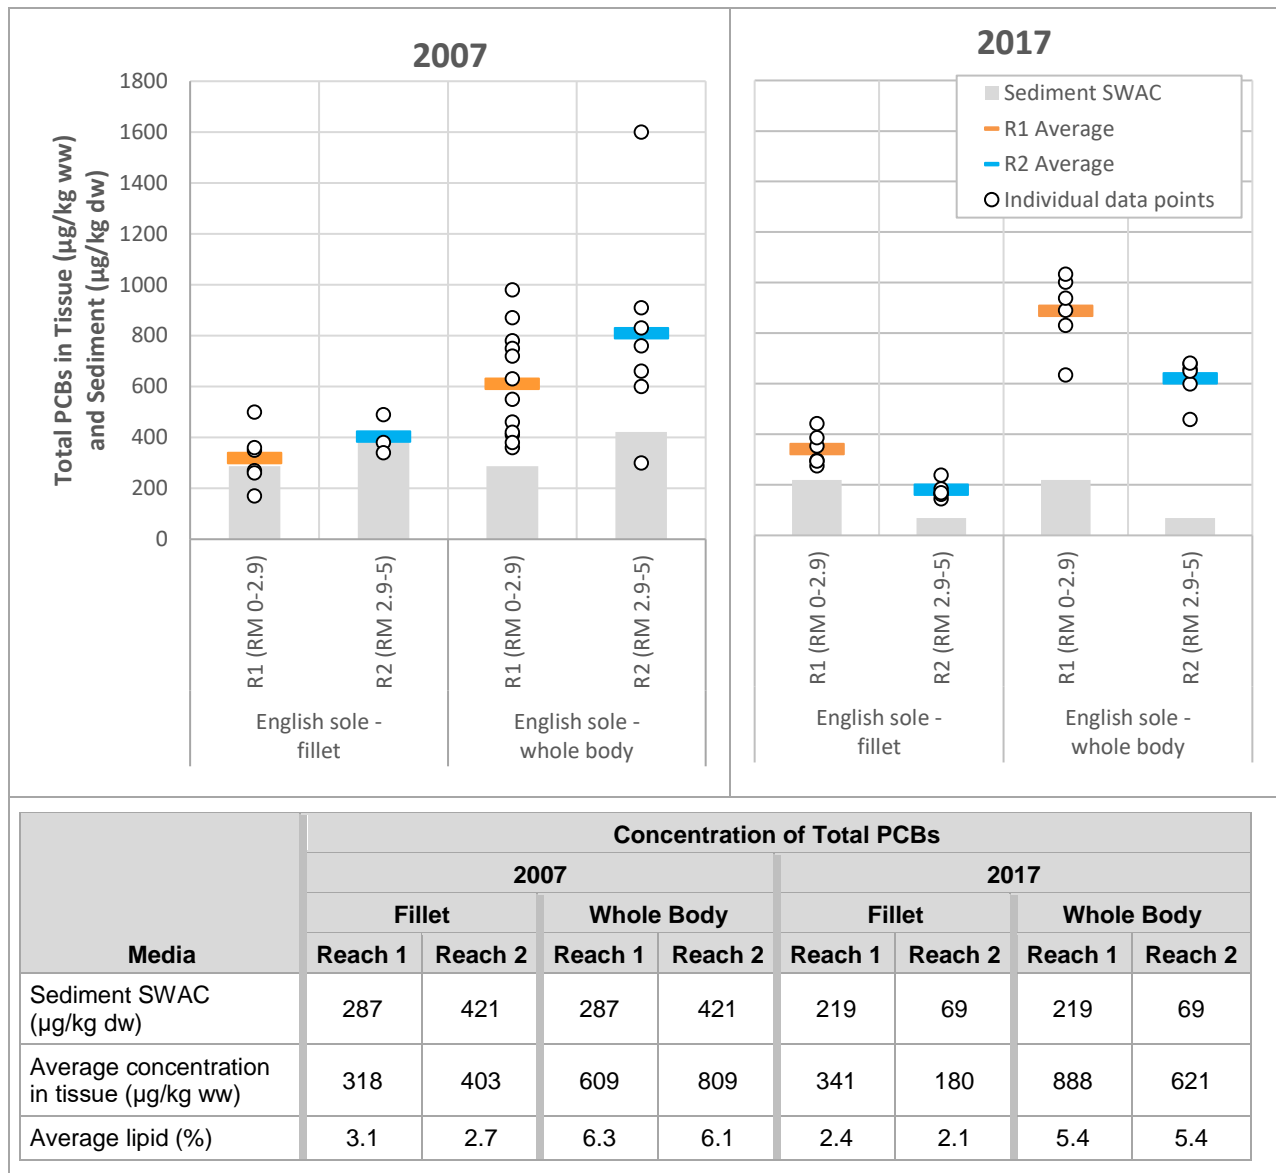 2007
2017
Total PCBs in Tissue (µg/kg ww)
and Sediment (µg/kg dw)
1800
1600
1400
1200
1000
800
600
400
200
0
Sediment SWAC
R1 Average
R2 Average
Individual data points
R1 (RM 0-2.9)
R2 (RM 2.9-5)
R1 (RM 0-2.9)
R2 (RM 2.9-5)
English sole -
fillet
English sole -
whole body
R1 (RM 0-2.9)
R2 (RM 2.9-5)
R1 (RM 0-2.9)
R2 (RM 2.9-5)
English sole -
fillet
English sole -
whole body
Concentration of Total PCBs
2007 2017
Fillet Whole Body Fillet Whole Body
Media Reach 1 Reach 2 Reach 1 Reach 2 Reach 1 Reach 2 Reach 1 Reach 2
Sediment SWAC
(µg/kg dw) 287 421 287 421 219 69 219 69
Average concentration
in tissue (µg/kg ww) 318 403 609 809 341 180 888 621
Average lipid (%) 3.1 2.7 6.3 6.1 2.4 2.1 5.4 5.4